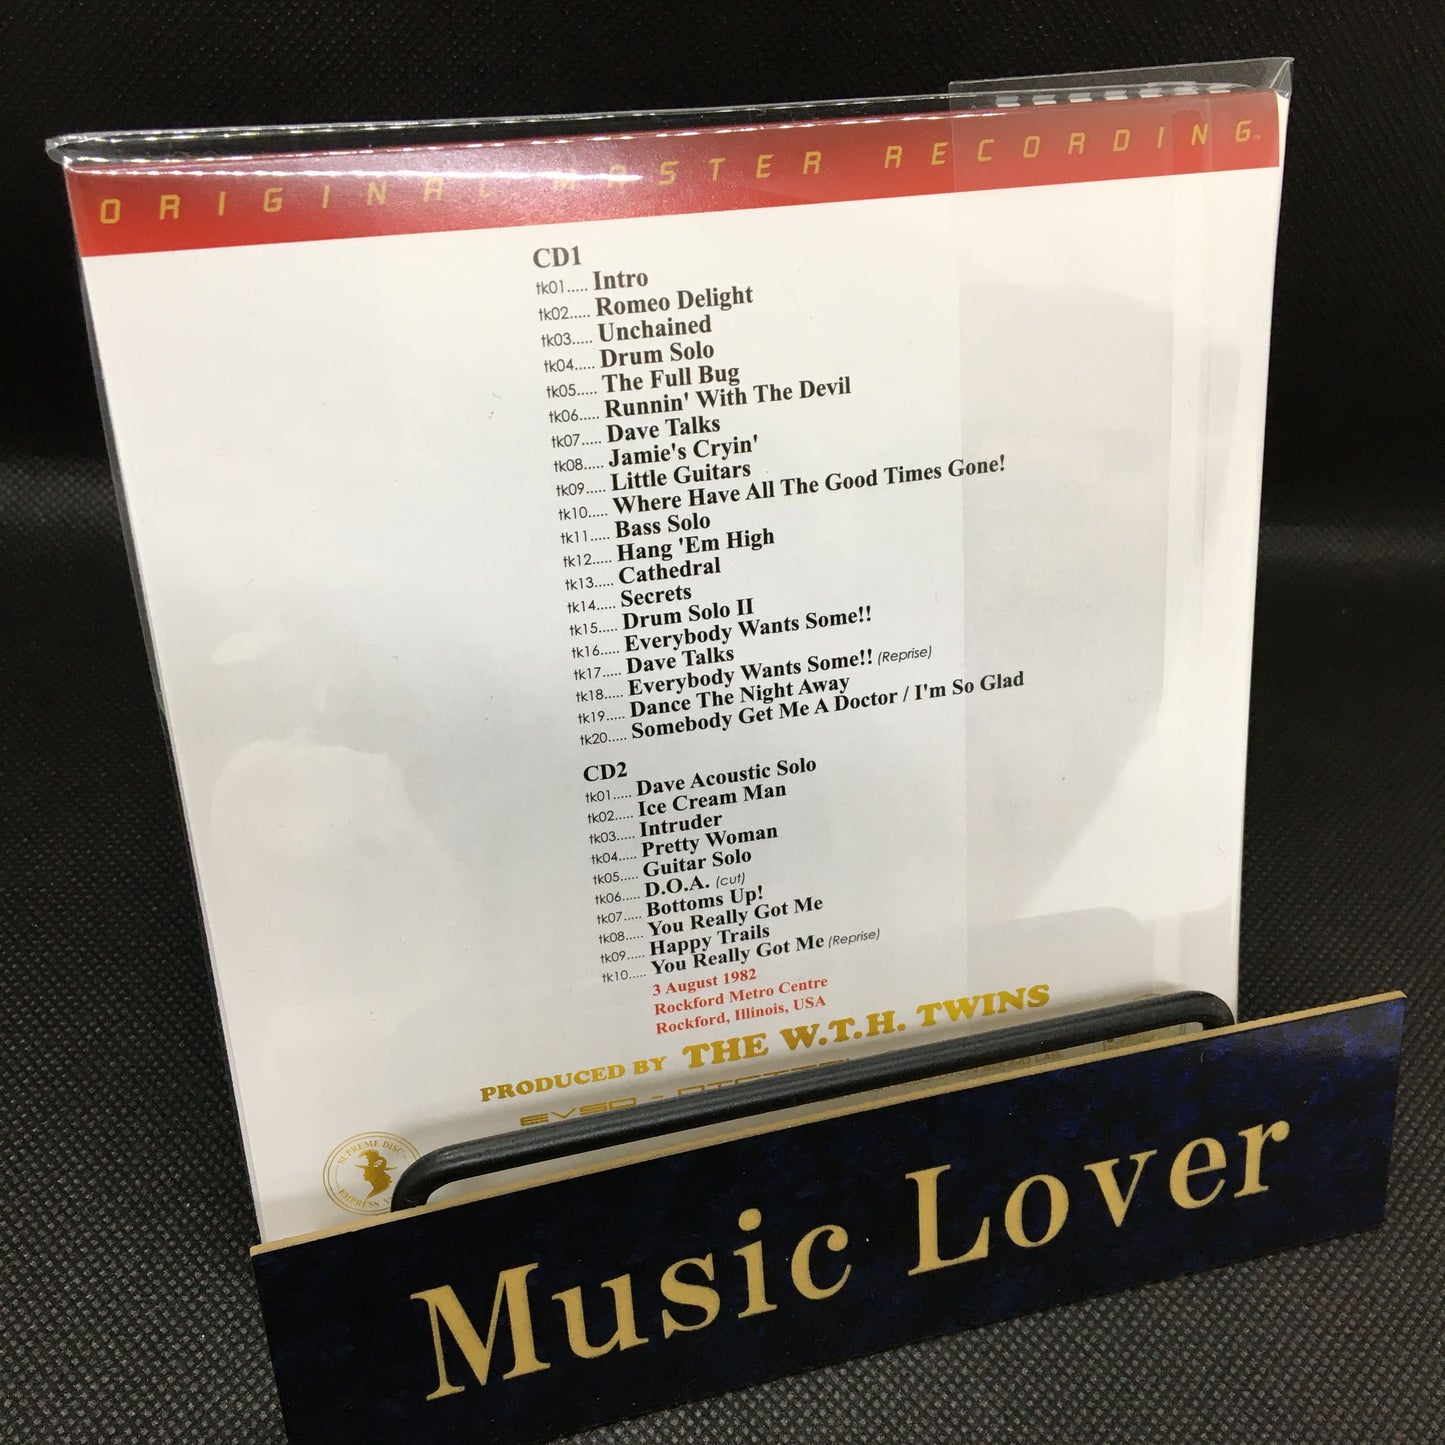 ORIGINAL MASTER RECORDING™
CD1
tk01..... Intro
tk02..... Romeo Delight
tk03..... Unchained
tk04..... Drum Solo
tk05..... The Full Bug
tk06..... Runnin' With The Devil
tk07..... Dave Talks
tk08..... Jamie's Cryin'
tk09..... Little Guitars
tk10..... Where Have All The Good Times Gone!
tk11..... Bass Solo
tk12..... Hang 'Em High
tk13..... Cathedral
tk14..... Secrets
tk15..... Drum Solo II
tk16..... Everybody Wants Some!!
tk17..... Dave Talks
tk18..... Everybody Wants Some!! (Reprise)
tk19..... Dance The Night Away
tk20..... Somebody Get Me A Doctor / I'm So Glad
CD2
tk01..... Dave Acoustic Solo
tk02..... Ice Cream Man
tk03..... Intruder
tk04..... Pretty Woman
tk05..... Guitar Solo
tk06..... D.O.A. (cut)
tk07..... Bottoms Up!
tk08..... You Really Got Me
tk09..... Happy Trails
tk10..... You Really Got Me (Reprise)
3 August 1982
Rockford Metro Centre
Rockford, Illinois, USA
PRODUCED BY THE W.T.H. TWINS
EVSD -
SUPREME DISC
EMPRESS
Music Lover